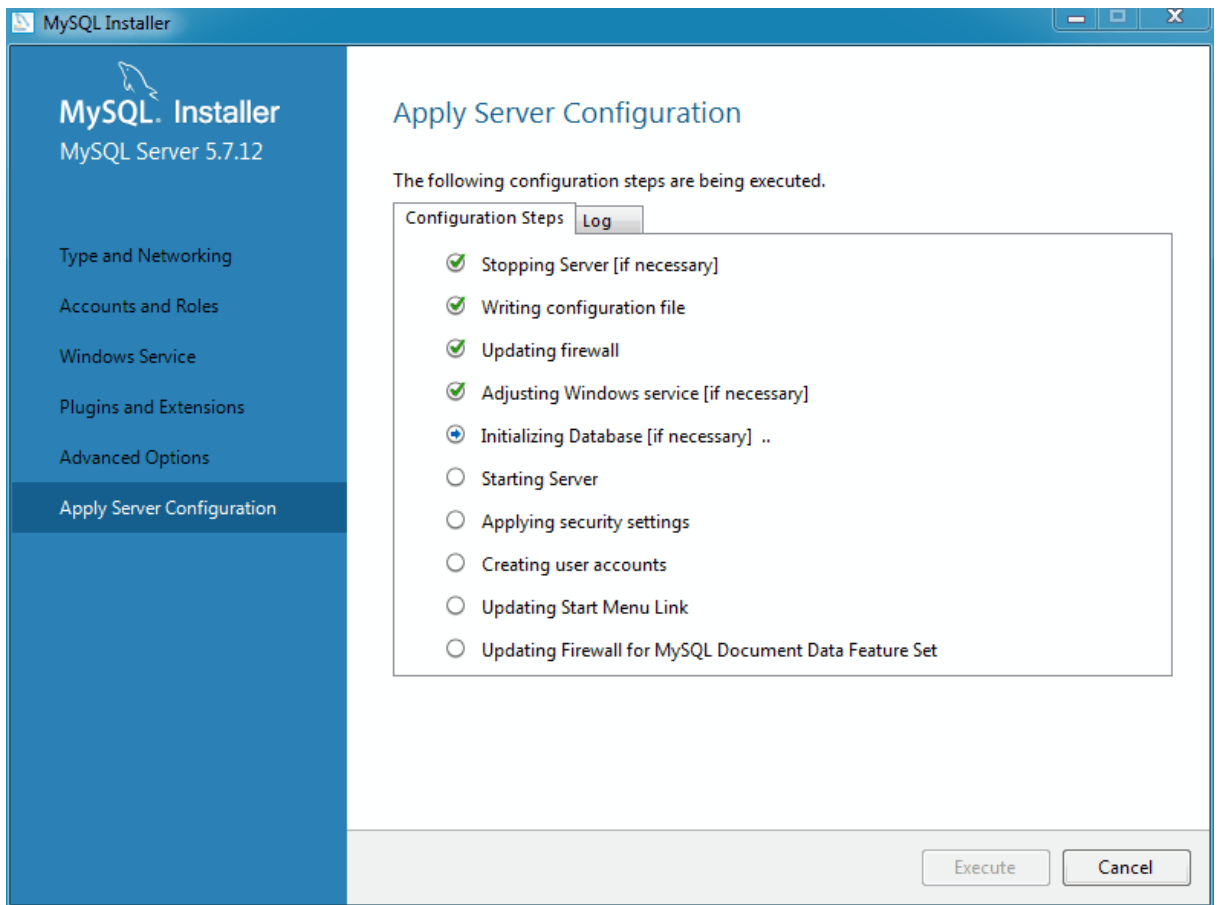 MySQL Installer
MySQL. Installer
MySQL Server 5.7.12
Type and Networking
Accounts and Roles
Windows Service
Plugins and Extensions
Advanced Options
Apply Server Configuration
Apply Server Configuration
The following configuration steps are being executed.
Configuration Steps Log
Stopping Server [if necessary]
Writing configuration file
Updating firewall
Adjusting Windows service [if necessary]
Initializing Database [if necessary] ..
Starting Server
Applying security settings
Creating user accounts
Updating Start Menu Link
Updating Firewall for MySQL Document Data Feature Set
Execute Cancel